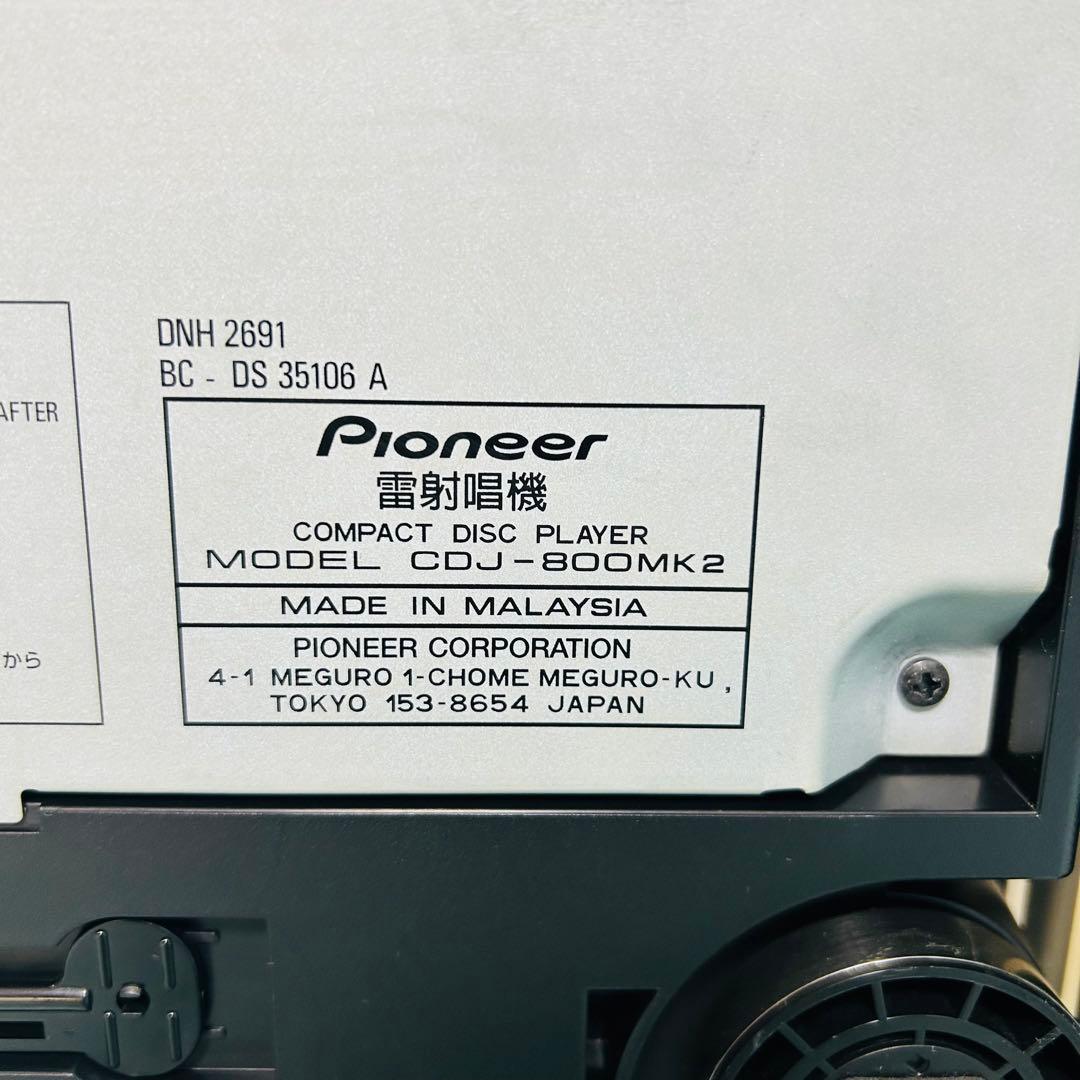 DNH 2691
BC - DS 35106 A
AFTER
から
Pioneer
雷射唱機
COMPACT DISC PLAYER
MODEL CDJ-800MK2
MADE IN MALAYSIA
PIONEER CORPORATION
4-1 MEGURO 1-CHOME MEGURO-KU,
TOKYO 153-8654 JAPAN